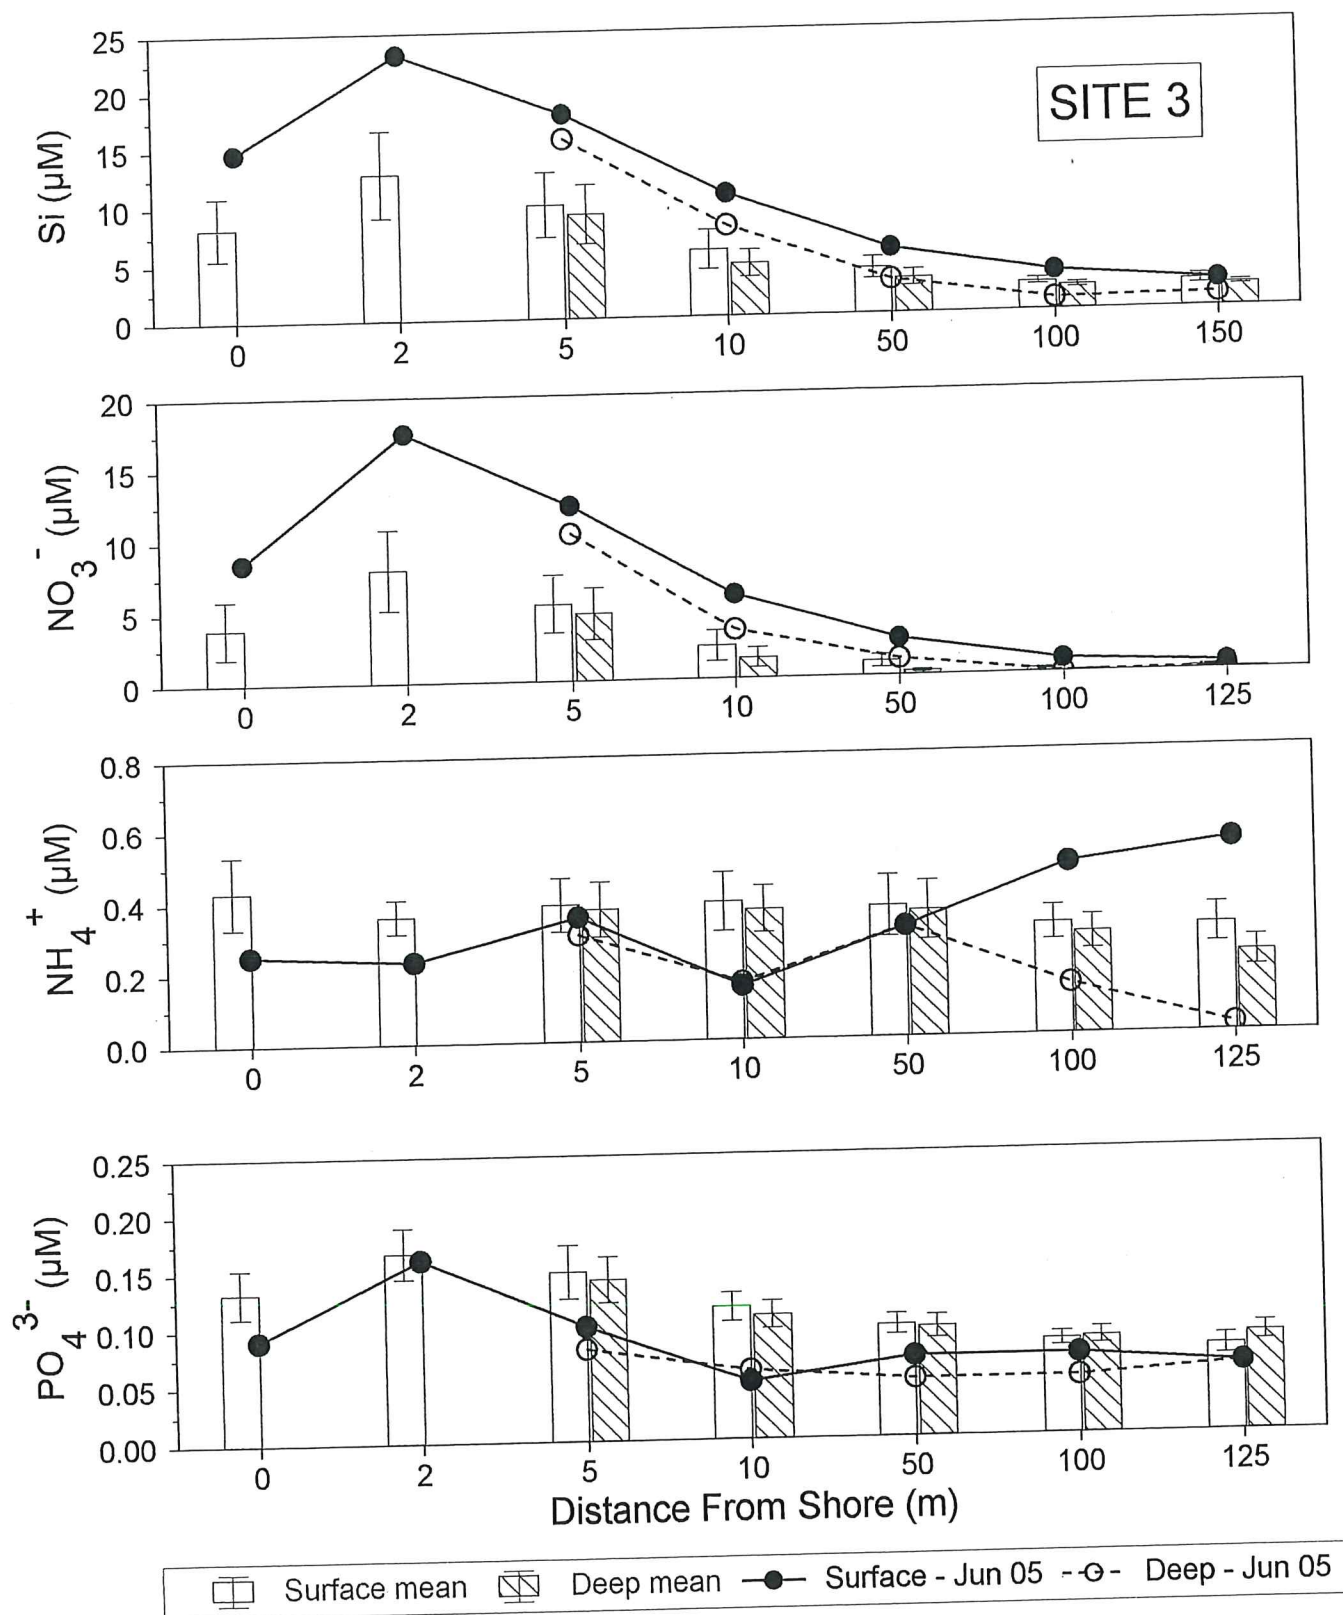 SITE 3
Si (µM)
25
20
15
10
5
0
0 2 5 10 50 100 150
NO3- (µM)
20
15
10
5
0
0 2 5 10 50 100 125
NH4+ (µM)
0.8
0.6
0.4
0.2
0.0
0 2 5 10 50 100 125
PO43- (µM)
0.25
0.20
0.15
0.10
0.05
0.00
0 2 5 10 50 100 125
Distance From Shore (m)
Surface mean Deep mean Surface - Jun 05 Deep - Jun 05